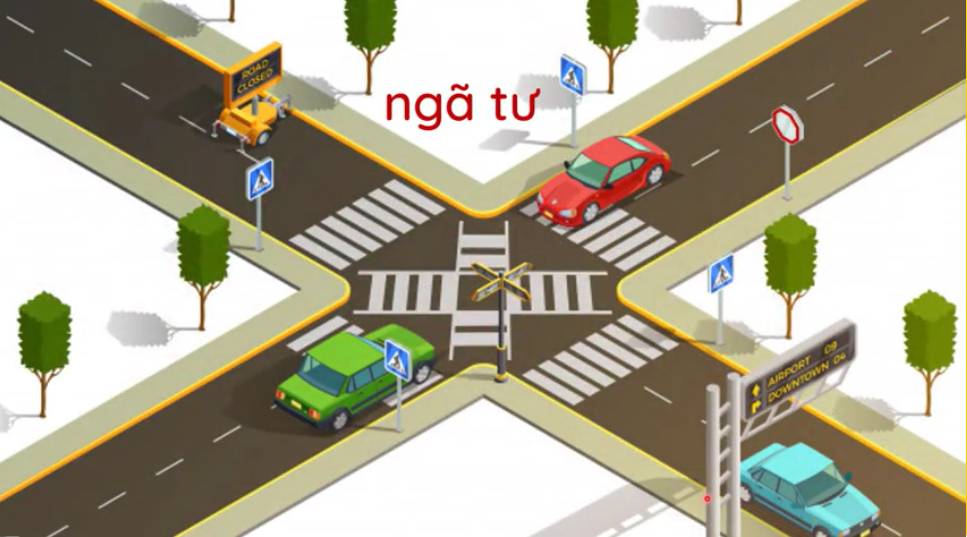 ROAD
CLOSED
ngã tư
AIRPORT 09
DOWNTOWN 04